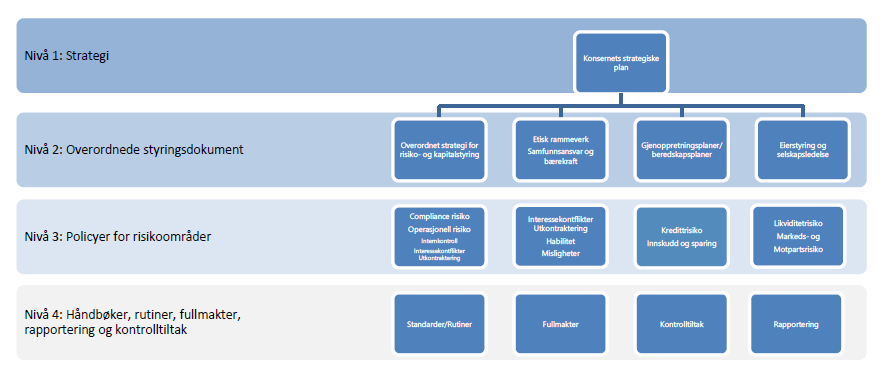 Nivå 1: Strategi
Konsernets strategiske
plan
Nivå 2: Overordnede styringsdokument
Overordnet strategi for
risiko- og kapitalstyring
Etisk rammeverk
Samfunnsansvar og
bærekraft
Gjenopprettningsplaner/
beredskapsplaner
Eierstyring og
selskapsledelse
Nivå 3: Policyer for risikoområder
Compliance risiko
Operasjonell risiko
Internkontroll
Interessekontflikter
Utkontraktering
Interessekontflikter
Utkontraktering
Habilitet
Misligheter
Kredittrisiko
Innskudd og sparing
Likviditetrisiko
Markeds- og
Motpartsrisiko
Nivå 4: Håndbøker, rutiner, fullmakter,
rapportering og kontrolltiltak
Standarder/Rutiner
Fullmakter
Kontrolltiltak
Rapportering